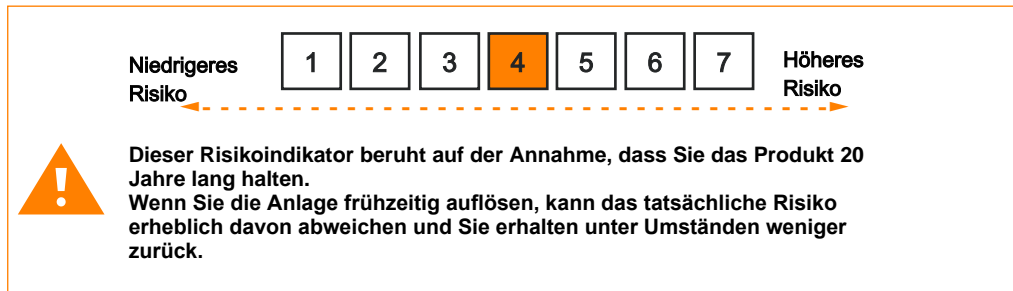 Niedrigeres Risiko
1 2 3 4 5 6 7
Höheres Risiko
Dieser Risikoindikator beruht auf der Annahme, dass Sie das Produkt 20
Jahre lang halten.
Wenn Sie die Anlage frühzeitig auflösen, kann das tatsächliche Risiko
erheblich davon abweichen und Sie erhalten unter Umständen weniger
zurück.